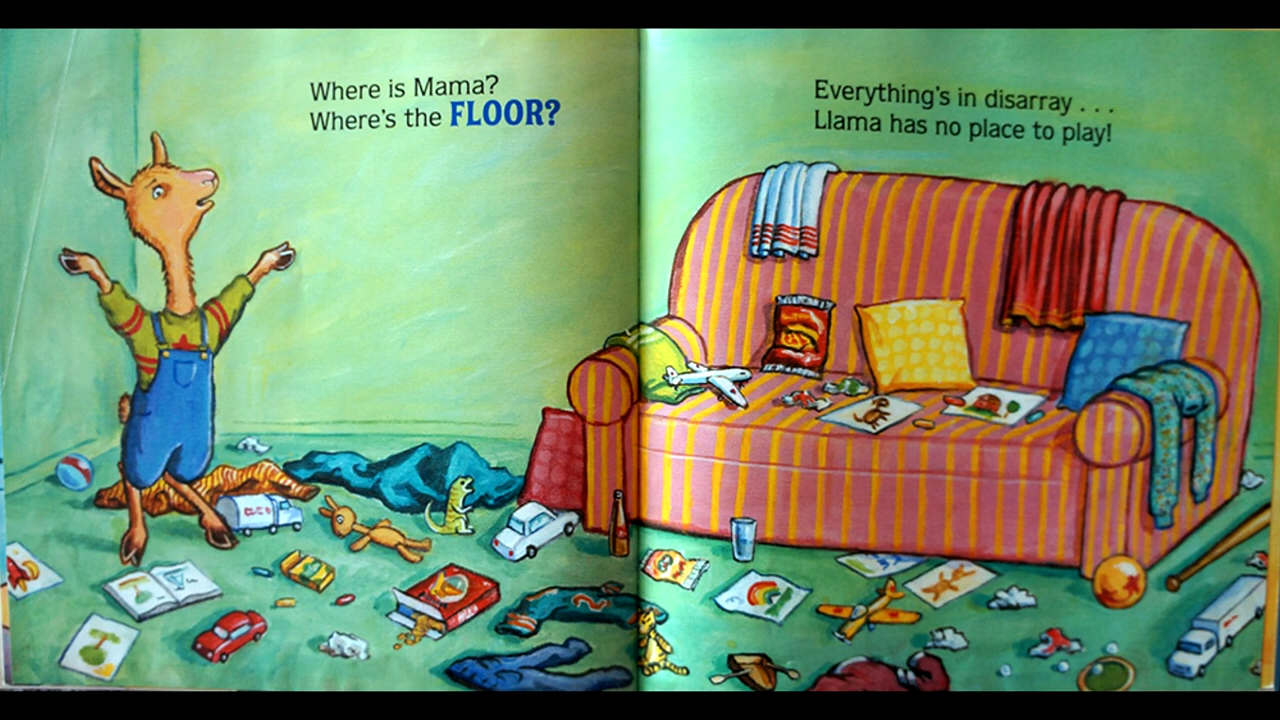 Where is Mama?
Where's the FLOOR?
Everything's in disarray . . .
Llama has no place to play!